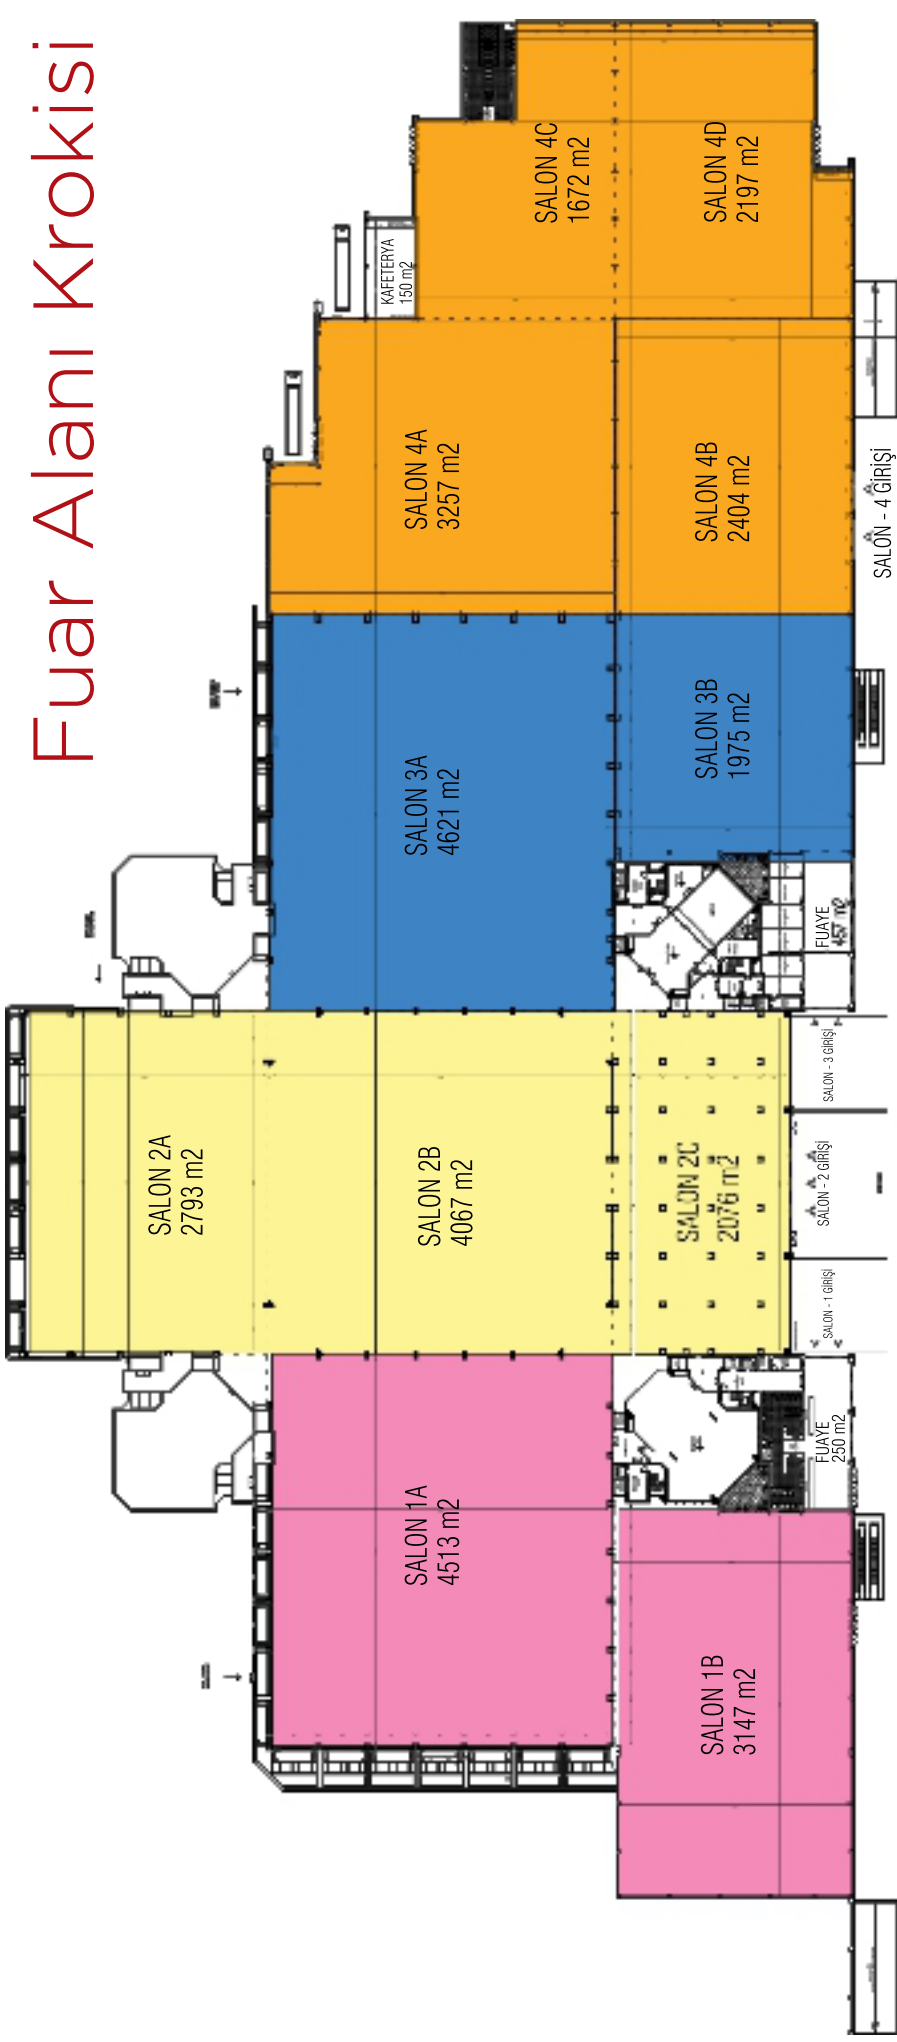 Fuar Alanı Krokisi
SALON 1A
4513 m2
SALON 1B
3147 m2
FUAYE
250 m2
SALON 2A
2793 m2
SALON 2B
4067 m2
SALON 2C
2076 m2
SALON - 1 GİRİŞİ
SALON - 2 GİRİŞİ
SALON - 3 GİRİŞİ
SALON 3A
4621 m2
SALON 3B
1975 m2
FUAYE
457 m2
SALON 4A
3257 m2
SALON 4B
2404 m2
SALON - 4 GİRİŞİ
KAFETERYA
150 m2
SALON 4C
1672 m2
SALON 4D
2197 m2